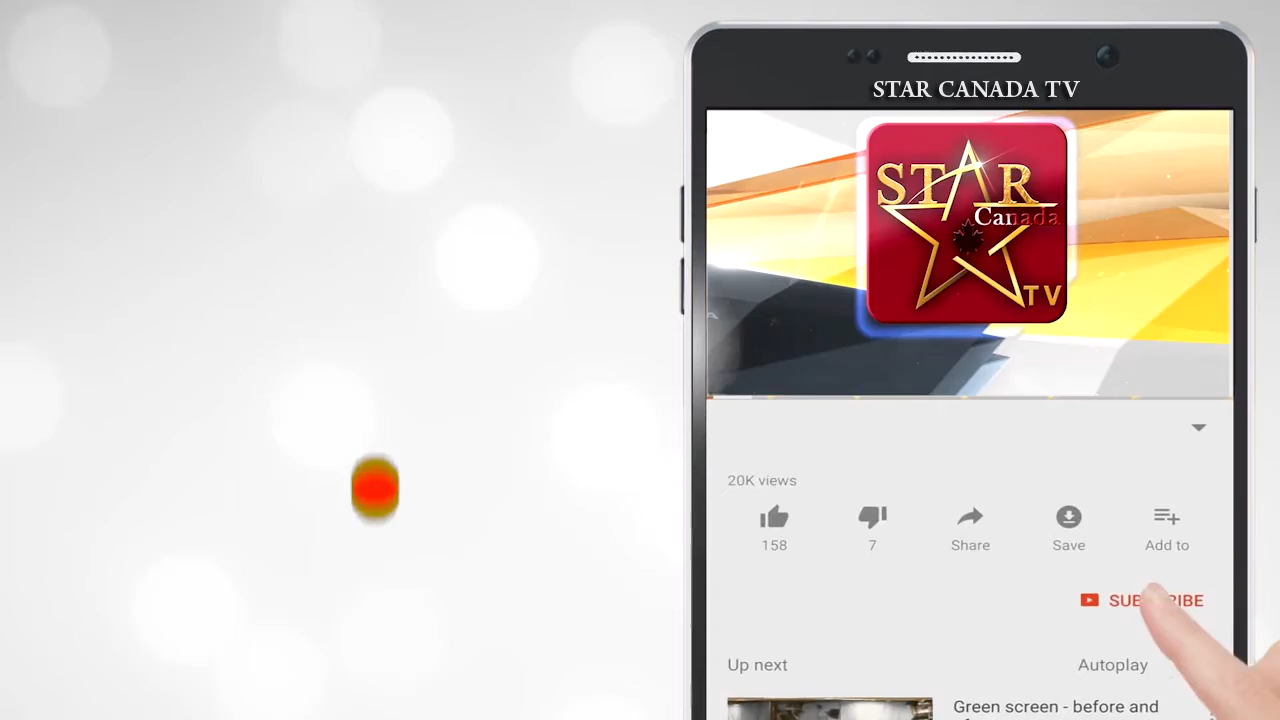 STAR CANADA TV
STAR
Canada
TV
20K views
158
7
Share
Save
Add to
SUBSCRIBE
Up next
Autoplay
Green screen - before and